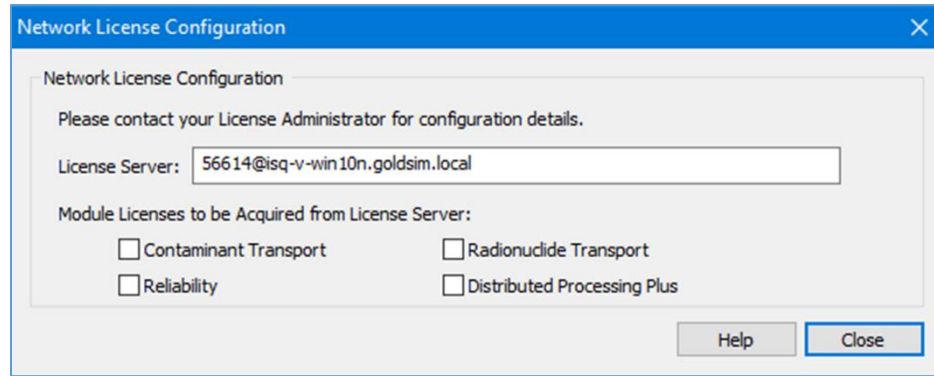 Network License Configuration
Network License Configuration
Please contact your License Administrator for configuration details.
License Server: 56614@isq-v-win10n.goldsim.local
Module Licenses to be Acquired from License Server:
Contaminant Transport Radionuclide Transport
Reliability Distributed Processing Plus
Help Close